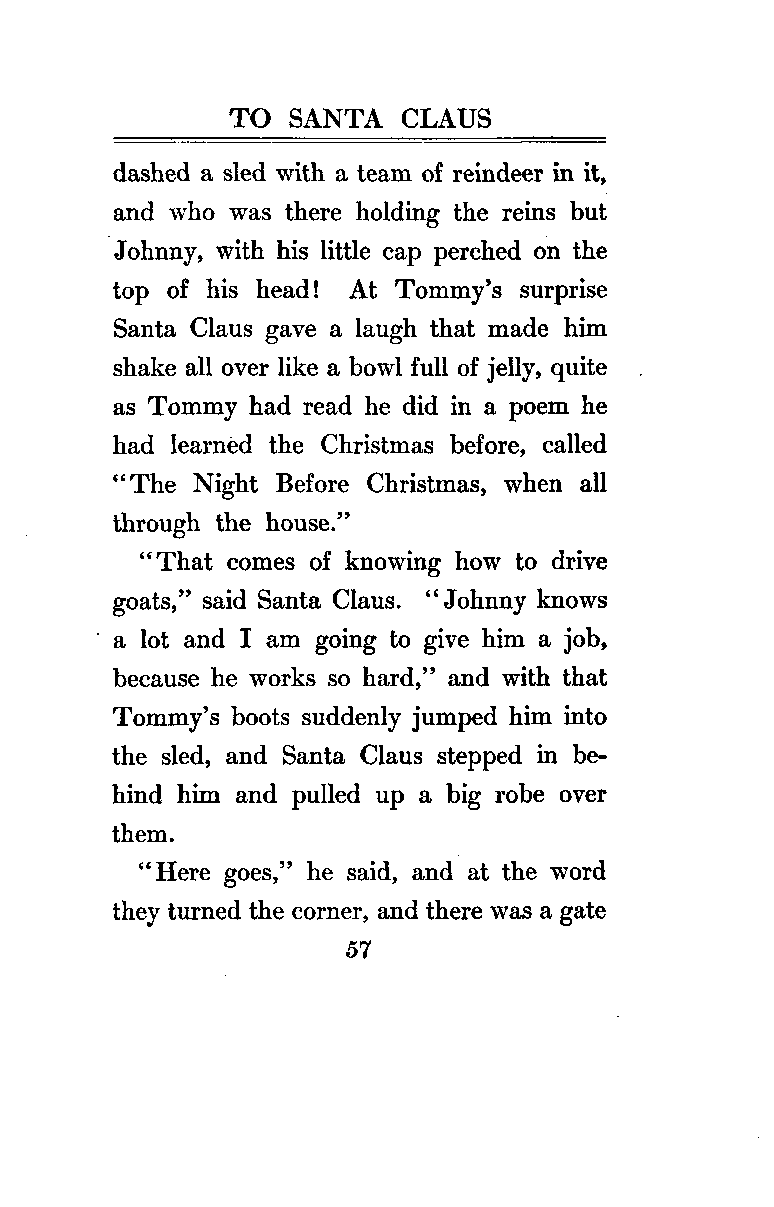 TO SANTA CLAUS
dashed a sled with a team of reindeer in it,
and who was there holding the reins but
Johnny, with his little cap perched on the
top of his head! At Tommy's surprise
Santa Claus gave a laugh that made him
shake all over like a bowl full of jelly, quite
as Tommy had read he did in a poem he
had learned the Christmas before, called
“The Night Before Christmas, when all
through the house.”
“That comes of knowing how to drive
goats,” said Santa Claus. “Johnny knows
a lot and I am going to give him a job,
because he works so hard,” and with that
Tommy's boots suddenly jumped him into
the sled, and Santa Claus stepped in be-
hind him and pulled up a big robe over
them.
“Here goes,” he said, and at the word
they turned the corner, and there was a gate
57